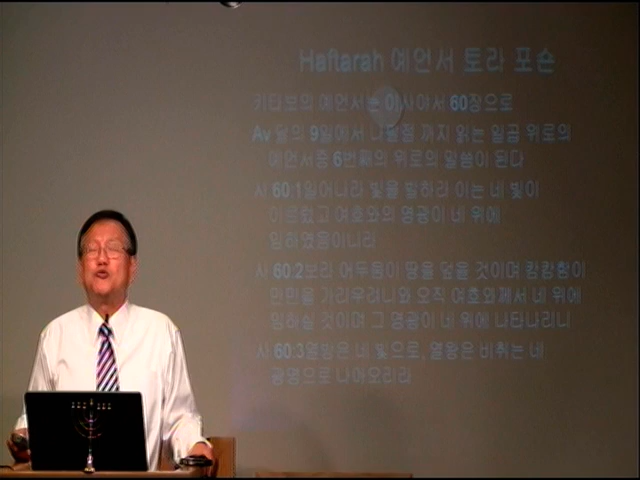 Haftarah 예언서 토라 포숀
키타보의 예언서는 이사야서 60장으로
Av 달의 9일에서 나팔절 까지 읽는 일곱 위로의
예언서중 6번째의 위로의 말씀이 된다
사 60:1일어나라 빛을 발하라 이는 네 빛이
이르렀고 여호와의 영광이 네 위에
임하였음이니라
사 60:2보라 어두움이 땅을 덮을 것이며 캄캄함이
만민을 가리우려니와 오직 여호와께서 네 위에
임하실 것이며 그 영광이 네 위에 나타나리니
사 60:3열방은 네 빛으로, 열왕은 비취는 네
광명으로 나아오리라